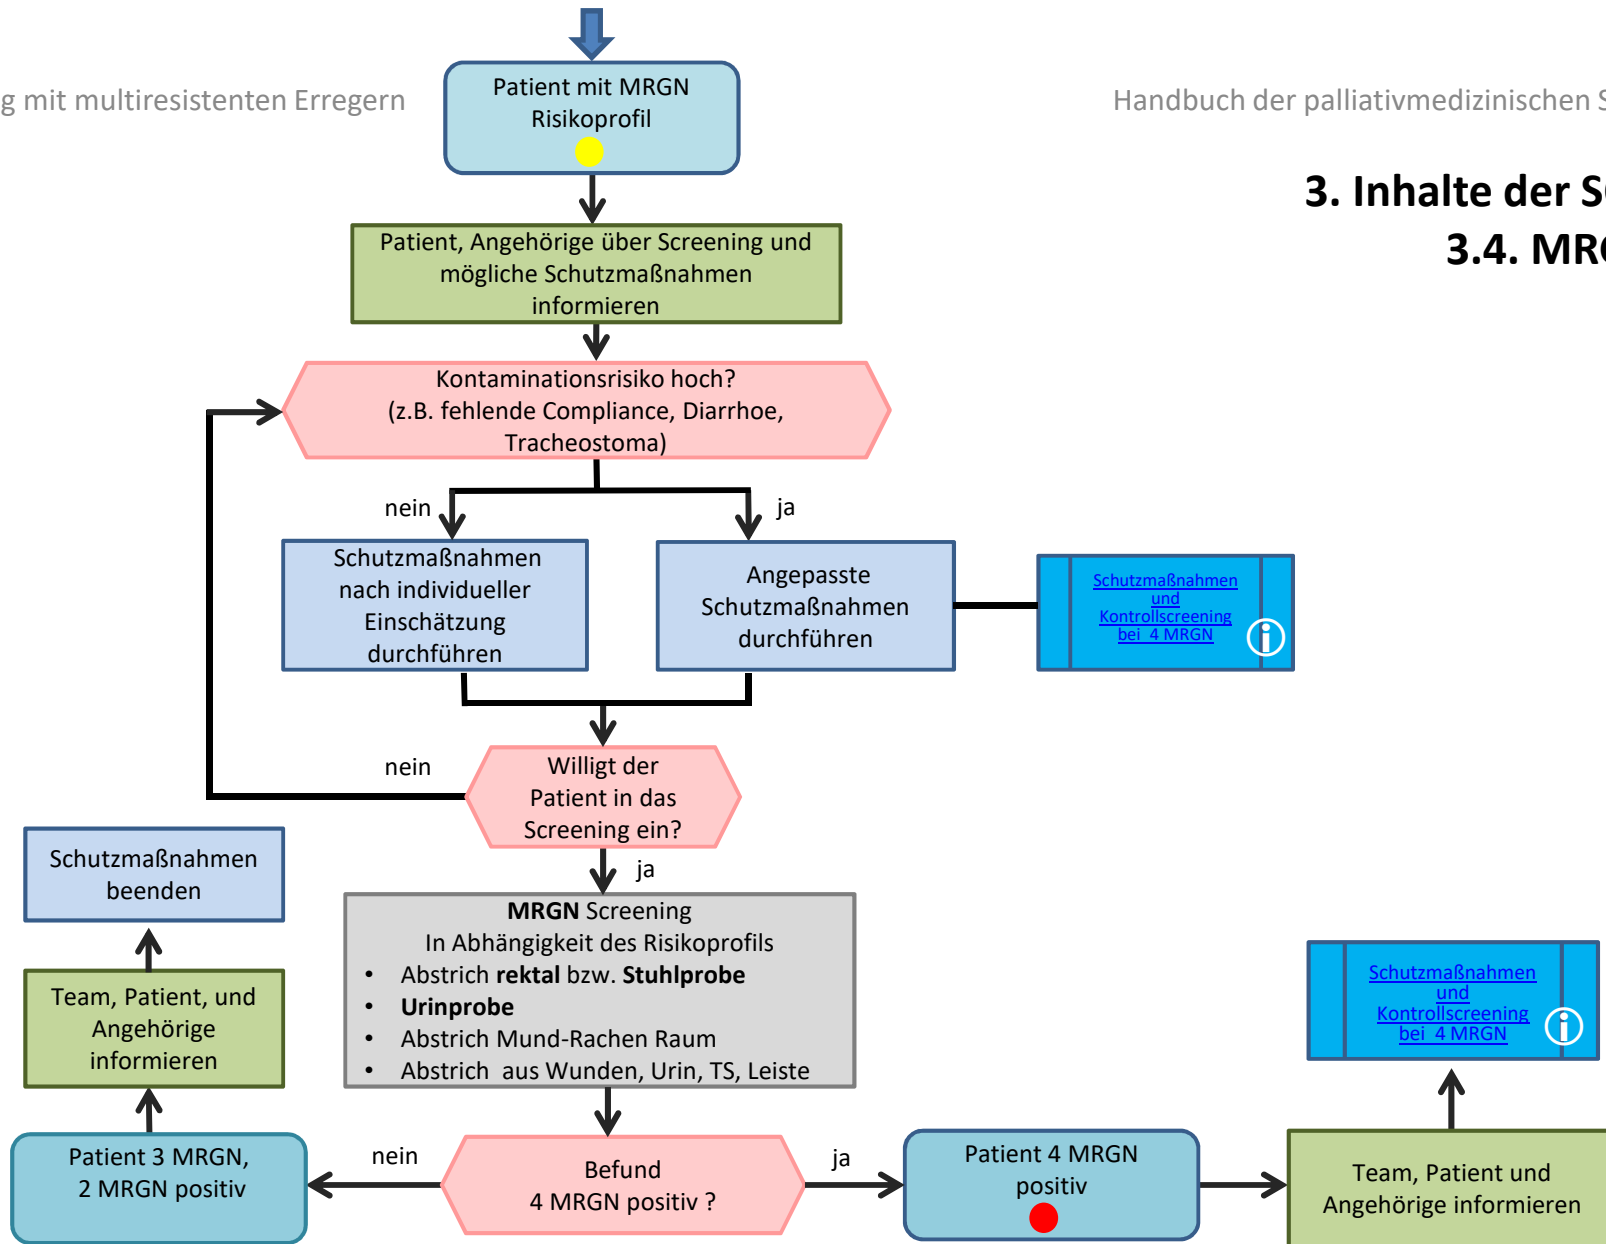 g mit multiresistenten Erregern
Handbuch der palliativmedizinischen S
Patient mit MRGN
Risikoprofil
3. Inhalte der S
3.4. MR
Patient, Angehörige über Screening und
mögliche Schutzmaßnahmen
informieren
Kontaminationsrisiko hoch?
(z.B. fehlende Compliance, Diarrhoe,
Tracheostoma)
nein
ja
Schutzmaßnahmen
nach individueller
Einschätzung
durchführen
Angepasste
Schutzmaßnahmen
durchführen
Schutzmaßnahmen
und
Kontrollscreening
bei 4 MRGN
nein
Willigt der
Patient in das
Screening ein?
ja
Schutzmaßnahmen
beenden
MRGN Screening
In Abhängigkeit des Risikoprofils
• Abstrich rektal bzw. Stuhlprobe
• Urinprobe
• Abstrich Mund-Rachen Raum
• Abstrich aus Wunden, Urin, TS, Leiste
Team, Patient, und
Angehörige
informieren
Schutzmaßnahmen
und
Kontrollscreening
bei 4 MRGN
Patient 3 MRGN,
2 MRGN positiv
nein
Befund
4 MRGN positiv ?
ja
Patient 4 MRGN
positiv
Team, Patient und
Angehörige informieren